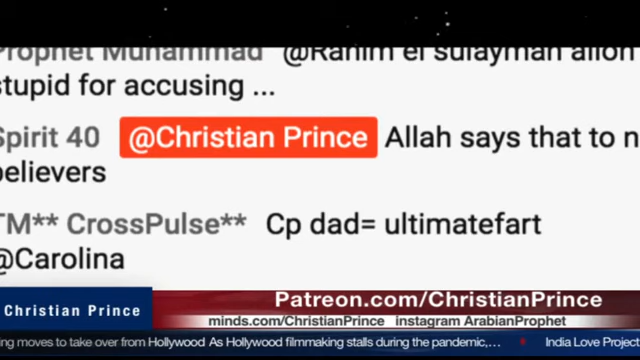 Prophet Muhammad @Rahim el sulayman alloh
stupid for accusing ...
Spirit 40 @Christian Prince Allah says that to n
believers
TM** CrossPulse** Cp dad= ultimatefart
@Carolina
Christian Prince
Patreon.com/ChristianPrince
minds.com/ChristianPrince instagram ArabianProphet
ing moves to take over from Hollywood As Hollywood filmmaking stalls during the pandemic,... India Love Project